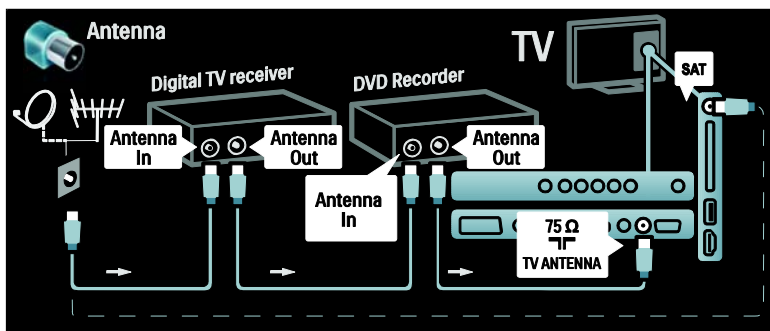 Antenna
TV
Digital TV receiver
DVD Recorder
SAT
Antenna
In
Antenna
Out
Antenna
Out
Antenna
In
75 Ω
TV ANTENNA